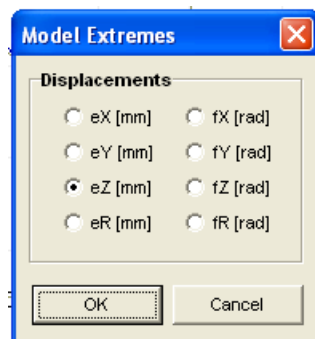 Model Extremes
Displacements
eX [mm] fX [rad]
eY [mm] fY [rad]
eZ [mm] fZ [rad]
eR [mm] fR [rad]
OK Cancel